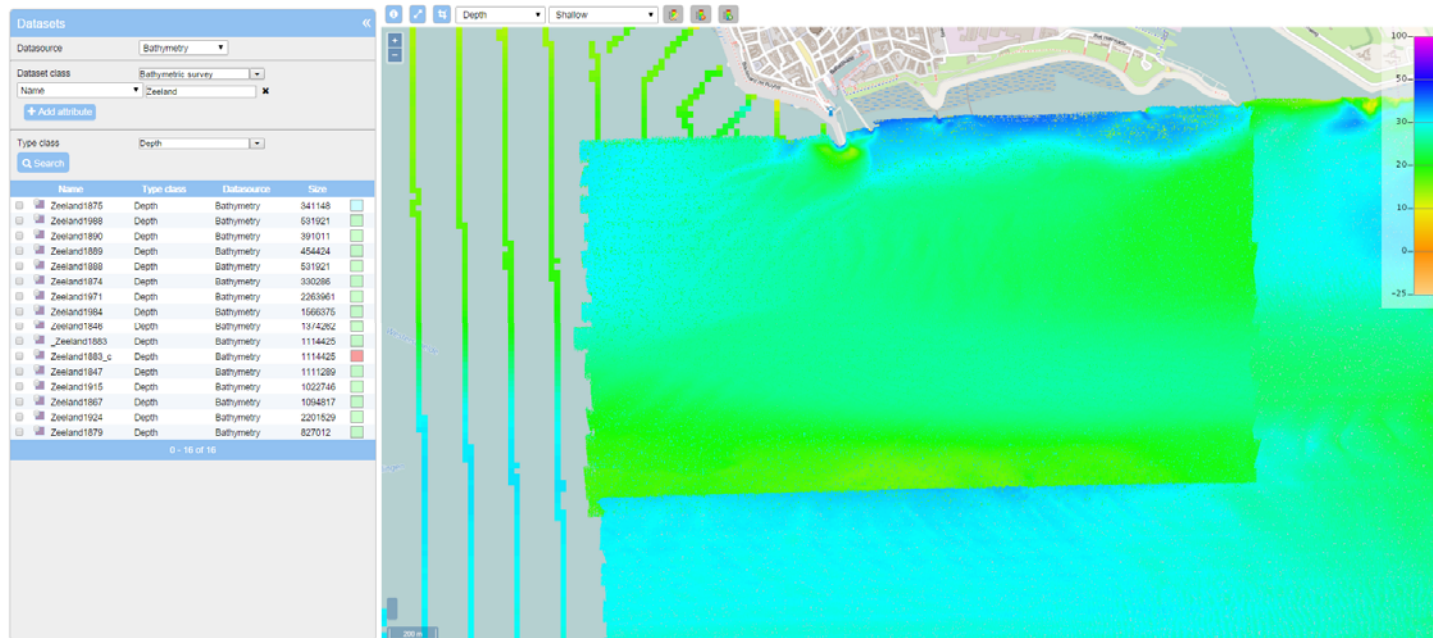 Datasets «
Depth Shallow
Datasource Bathymetry
Dataset class Bathymetric survey
Name Zeeland
+ Add attribute
Type class Depth
Search
Name Type class Datasource Size
Zeeland1875 Depth Bathymetry 341148
Zeeland1988 Depth Bathymetry 531921
Zeeland1890 Depth Bathymetry 391011
Zeeland1889 Depth Bathymetry 454424
Zeeland1888 Depth Bathymetry 531921
Zeeland1874 Depth Bathymetry 330286
Zeeland1971 Depth Bathymetry 2263961
Zeeland1984 Depth Bathymetry 1566375
Zeeland1846 Depth Bathymetry 1374262
_Zeeland1883 Depth Bathymetry 1114425
Zeeland1883_c Depth Bathymetry 1114425
Zeeland1847 Depth Bathymetry 1111289
Zeeland1915 Depth Bathymetry 1022746
Zeeland1867 Depth Bathymetry 1094817
Zeeland1924 Depth Bathymetry 2201529
Zeeland1879 Depth Bathymetry 827012
0 - 16 of 16
+
−
100
50
30
20
10
0
-25
200 m